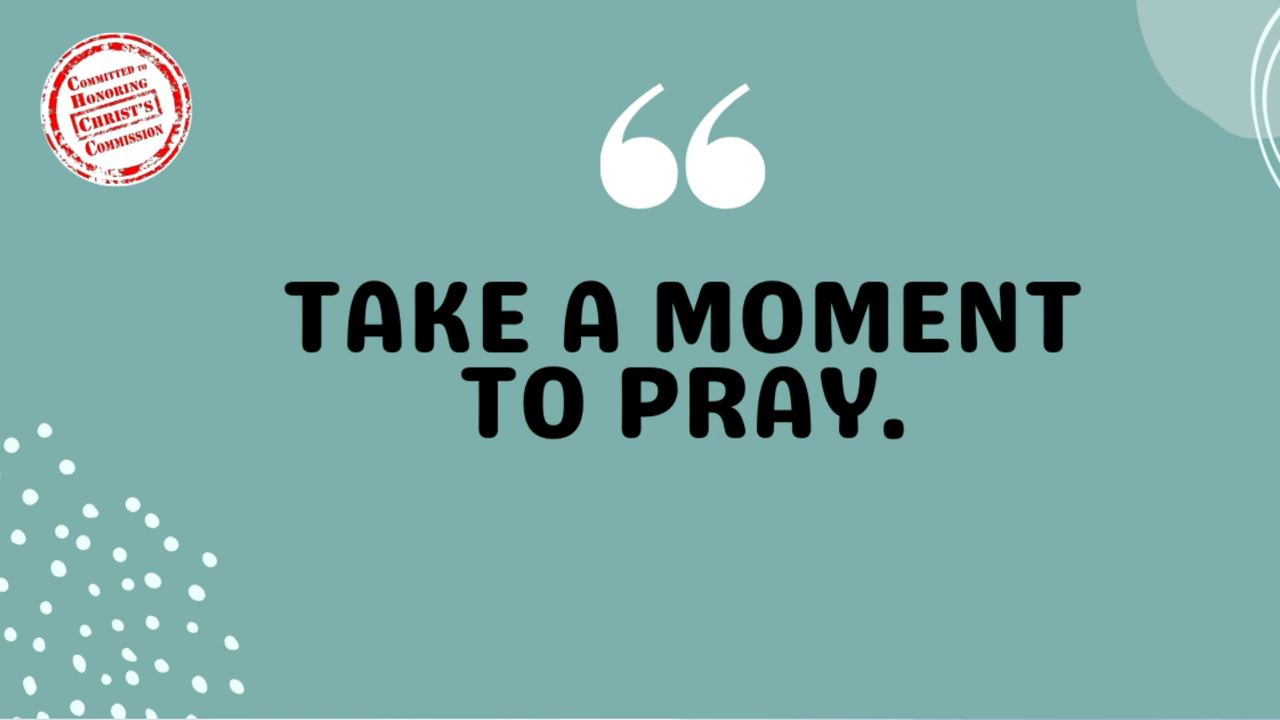 COMMITTED TO
HONORING
CHRIST'S
COMMISSION
“
TAKE A MOMENT
TO PRAY.